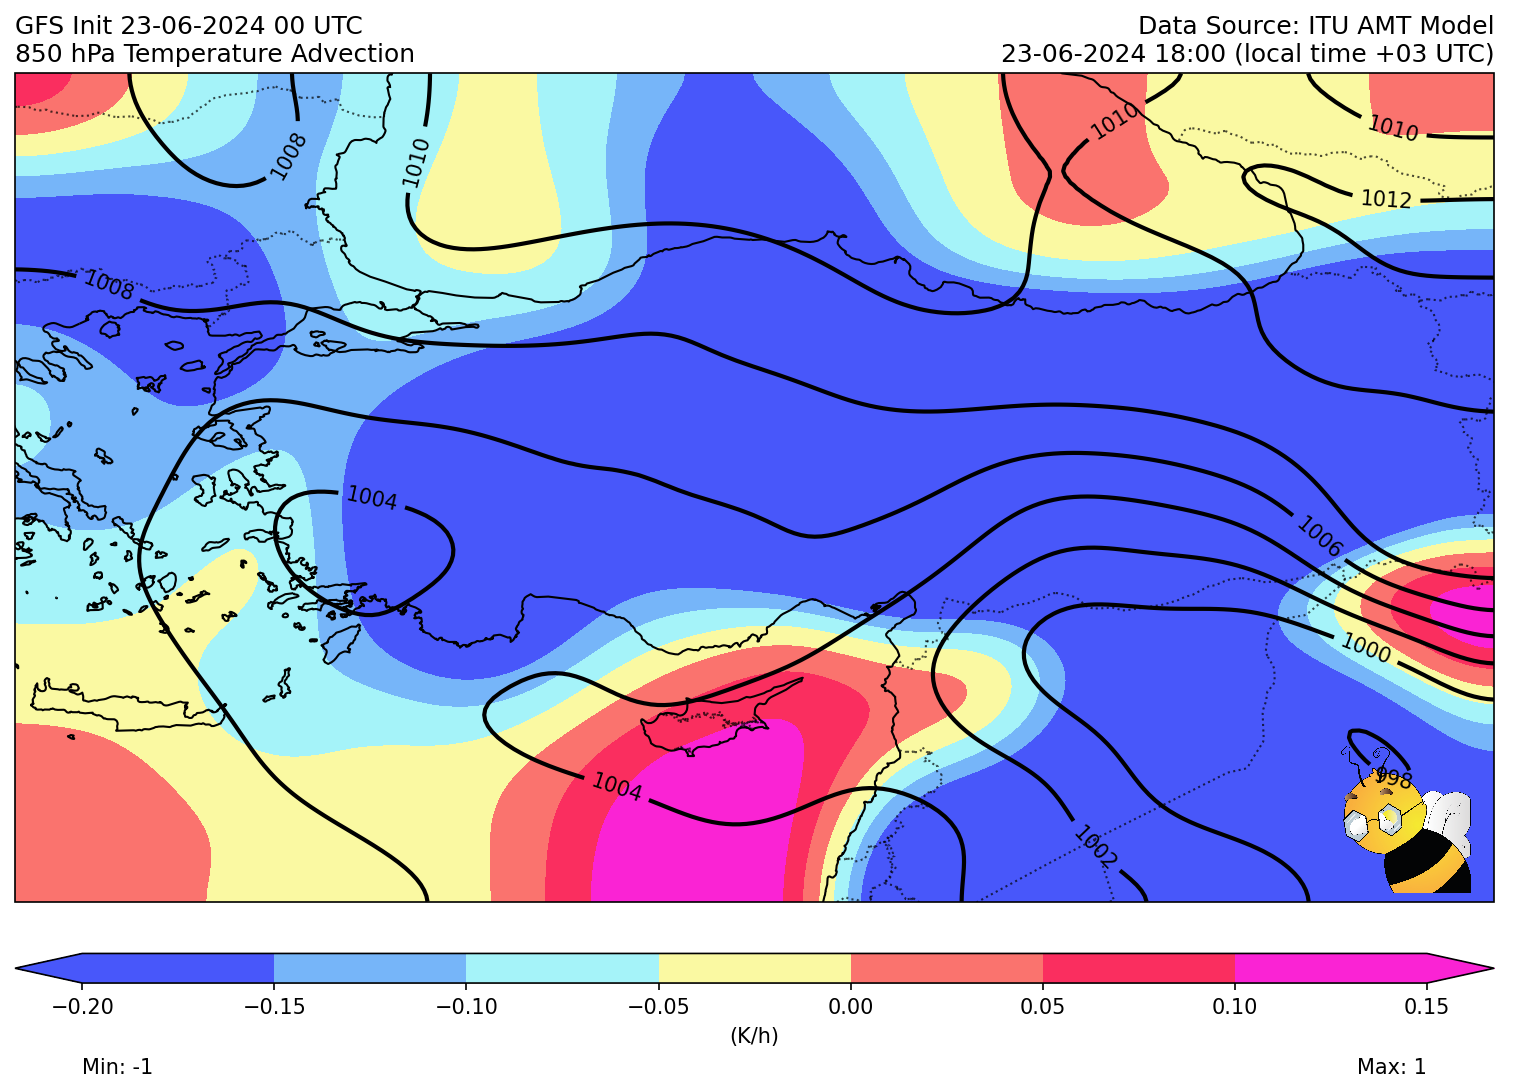 GFS Init 23-06-2024 00 UTC
850 hPa Temperature Advection
Data Source: ITU AMT Model
23-06-2024 18:00 (local time +03 UTC)
1008
1010
1010
1010
1012
1008
1004
1006
1000
1004
1002
998
−0.20
−0.15
−0.10
−0.05
0.00
0.05
0.10
0.15
(K/h)
Min: -1
Max: 1